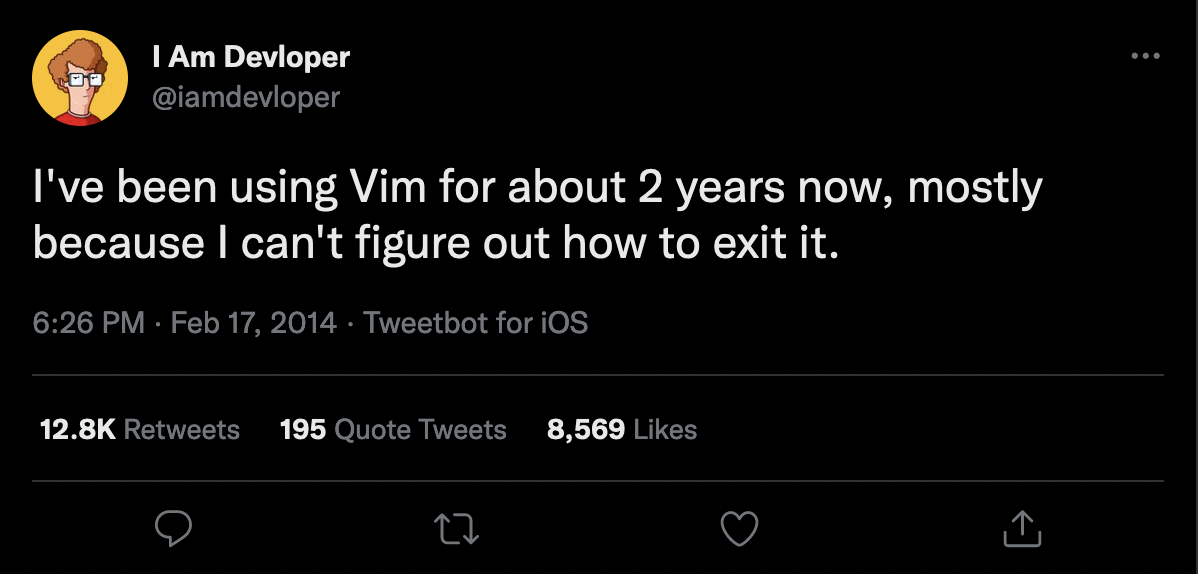 I Am Devloper
@iamdevloper
I've been using Vim for about 2 years now, mostly
because I can't figure out how to exit it.
6:26 PM · Feb 17, 2014 · Tweetbot for iOS
12.8K Retweets 195 Quote Tweets 8,569 Likes